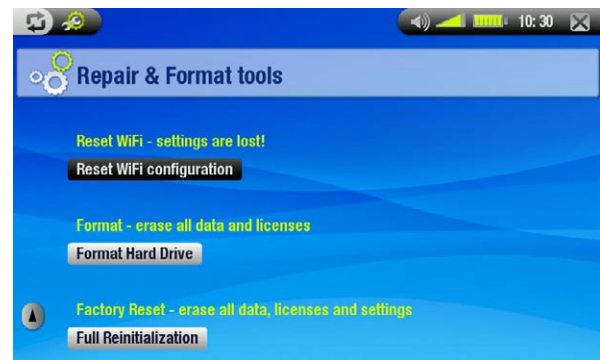 10:30
Repair & Format tools
Reset WiFi - settings are lost!
Reset WiFi configuration
Format - erase all data and licenses
Format Hard Drive
Factory Reset - erase all data, licenses and settings
Full Reinitialization